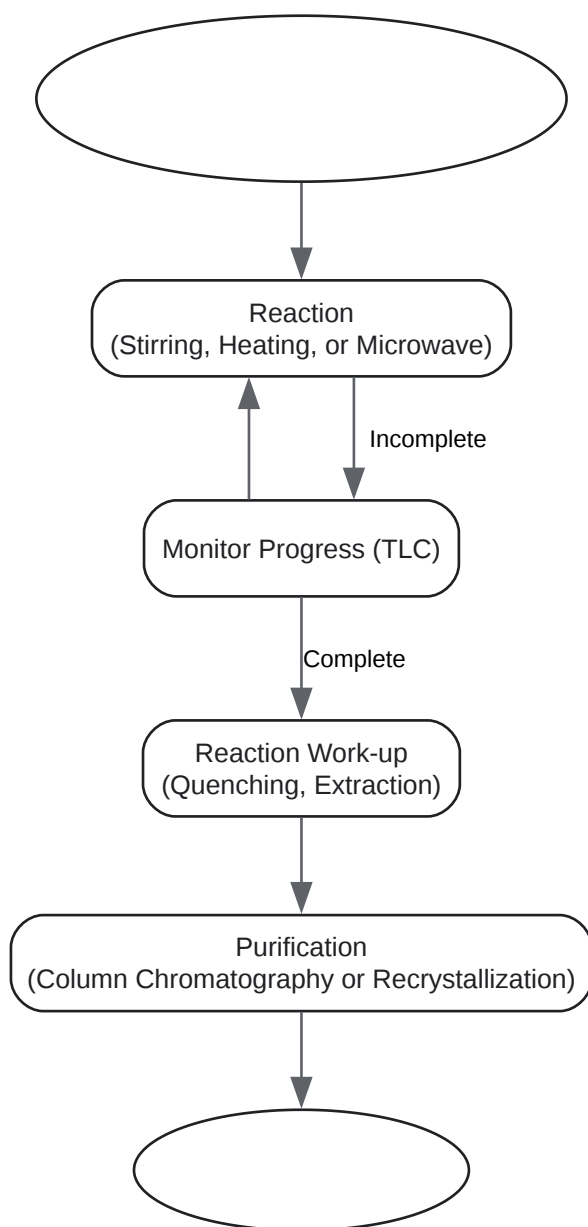 Reaction
(Stirring, Heating, or Microwave)
Incomplete
Monitor Progress (TLC)
Complete
Reaction Work-up
(Quenching, Extraction)
Purification
(Column Chromatography or Recrystallization)